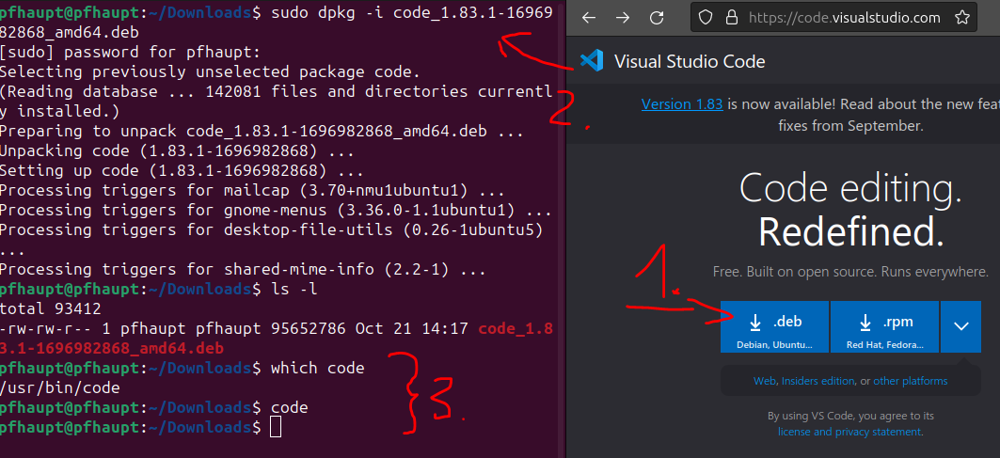 pfhaupt@pfhaupt:~/Downloads$ sudo dpkg -i code_1.83.1-16969
82868_amd64.deb
[sudo] password for pfhaupt:
Selecting previously unselected package code.
(Reading database ... 142081 files and directories currentl
y installed.)
Preparing to unpack code_1.83.1-1696982868_amd64.deb ...
Unpacking code (1.83.1-1696982868) ...
Setting up code (1.83.1-1696982868) ...
Processing triggers for mailcap (3.70+nmu1ubuntu1) ...
Processing triggers for gnome-menus (3.36.0-1.1ubuntu1) ...
Processing triggers for desktop-file-utils (0.26-1ubuntu5)
...
Processing triggers for shared-mime-info (2.2-1) ...
pfhaupt@pfhaupt:~/Downloads$ ls -l
total 93412
-rw-rw-r-- 1 pfhaupt pfhaupt 95652786 Oct 21 14:17 code_1.8
3.1-1696982868_amd64.deb
pfhaupt@pfhaupt:~/Downloads$ which code
/usr/bin/code
pfhaupt@pfhaupt:~/Downloads$ code
pfhaupt@pfhaupt:~/Downloads$
3.
2.
https://code.visualstudio.com
Visual Studio Code
Version 1.83 is now available! Read about the new feat
fixes from September.
Code editing.
Redefined.
Free. Built on open source. Runs everywhere.
1.
.deb
Debian, Ubuntu...
.rpm
Red Hat, Fedora...
Web, Insiders edition, or other platforms
By using VS Code, you agree to its
license and privacy statement.